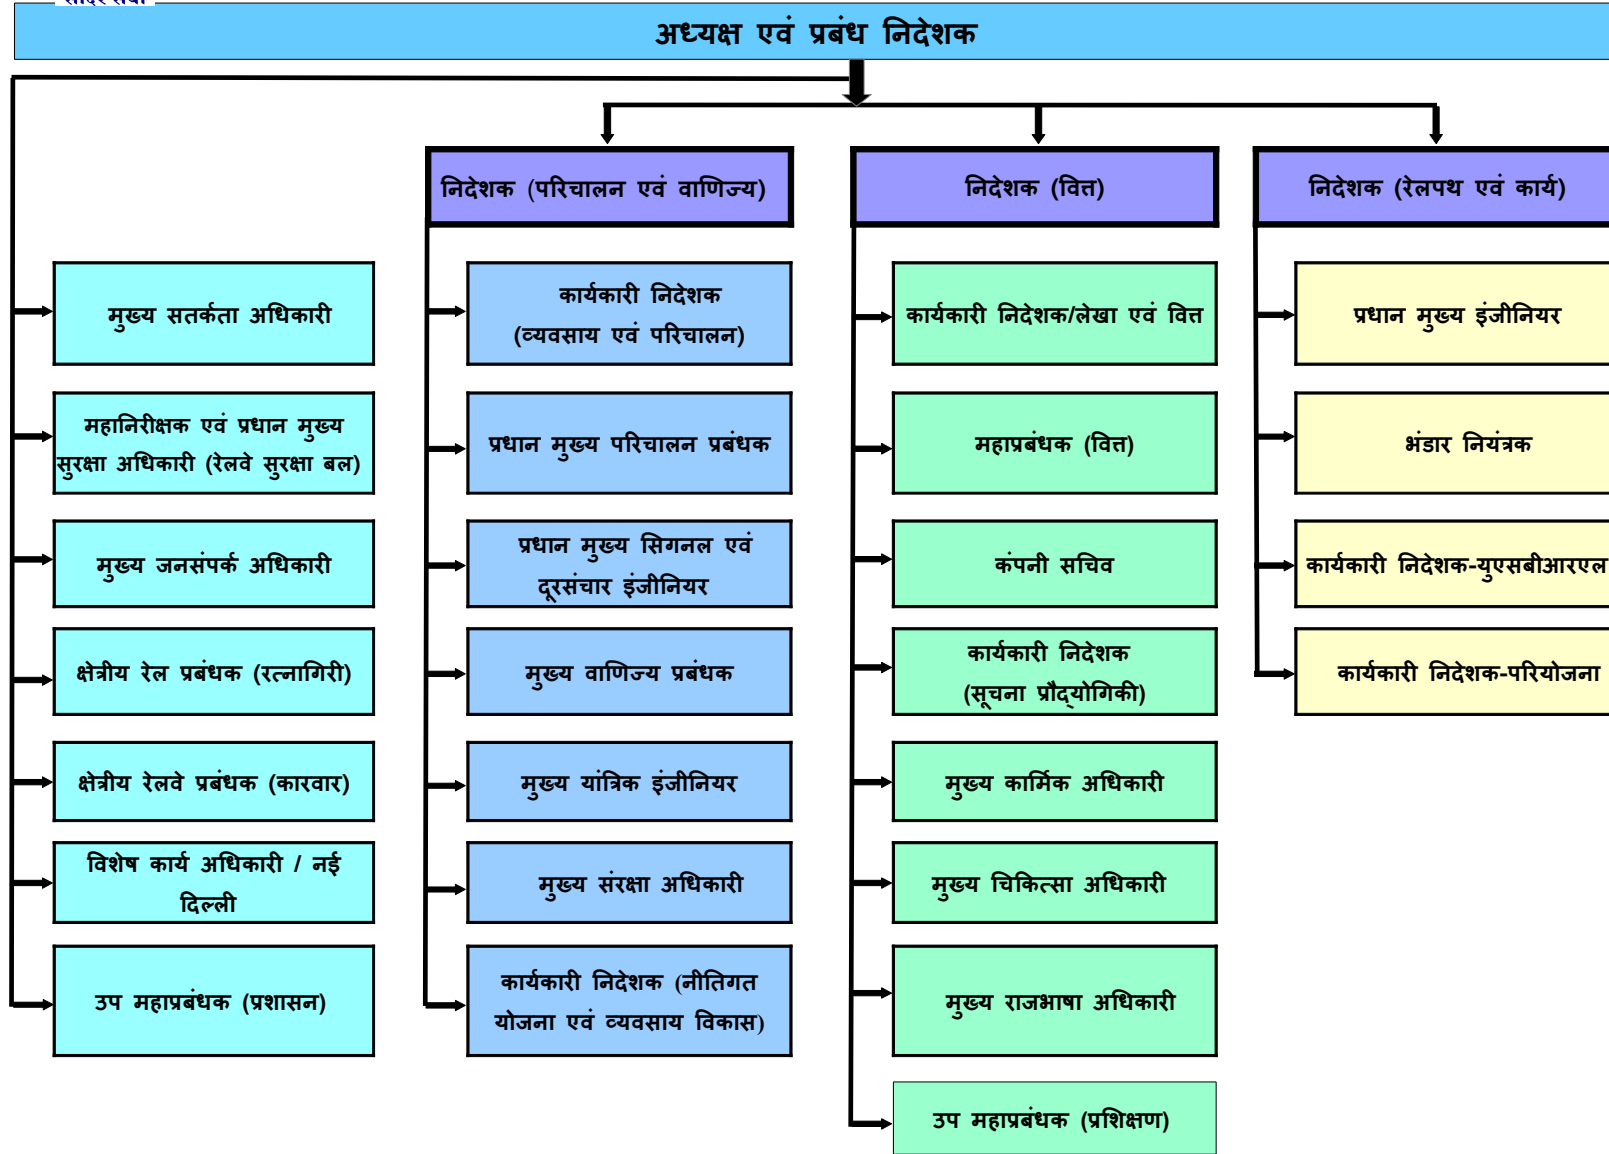 अध्यक्ष एवं प्रबंध निदेशक
निदेशक (परिचालन एवं वाणिज्य)
निदेशक (वित्त)
निदेशक (रेलपथ एवं कार्य)
मुख्य सतर्कता अधिकारी
महानिरीक्षक एवं प्रधान मुख्य
सुरक्षा अधिकारी (रेलवे सुरक्षा बल)
मुख्य जनसंपर्क अधिकारी
क्षेत्रीय रेल प्रबंधक (रत्नागिरी)
क्षेत्रीय रेलवे प्रबंधक (कारवार)
विशेष कार्य अधिकारी / नई
दिल्ली
उप महाप्रबंधक (प्रशासन)
कार्यकारी निदेशक
(व्यवसाय एवं परिचालन)
प्रधान मुख्य परिचालन प्रबंधक
प्रधान मुख्य सिगनल एवं
दूरसंचार इंजीनियर
मुख्य वाणिज्य प्रबंधक
मुख्य यांत्रिक इंजीनियर
मुख्य संरक्षा अधिकारी
कार्यकारी निदेशक (नीतिगत
योजना एवं व्यवसाय विकास)
कार्यकारी निदेशक/लेखा एवं वित्त
महाप्रबंधक (वित्त)
कंपनी सचिव
कार्यकारी निदेशक
(सूचना प्रौद्योगिकी)
मुख्य कार्मिक अधिकारी
मुख्य चिकित्सा अधिकारी
मुख्य राजभाषा अधिकारी
उप महाप्रबंधक (प्रशिक्षण)
प्रधान मुख्य इंजीनियर
भंडार नियंत्रक
कार्यकारी निदेशक-युएसबीआरएल
कार्यकारी निदेशक-परियोजना